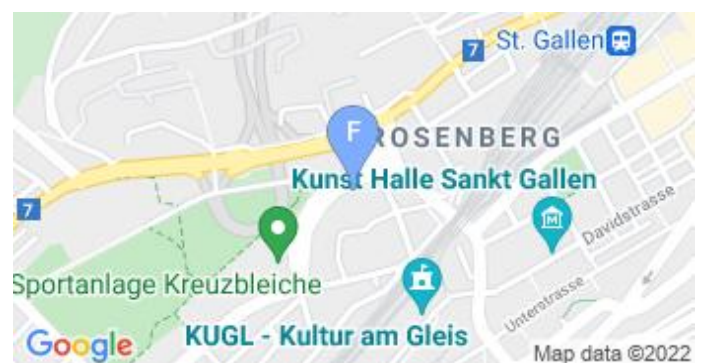 7
St. Gallen
F
ROSENBERG
Kunst Halle Sankt Gallen
7
Davidstrasse
M
Sportanlage Kreuzbleiche
Unterstrasse
KUGL - Kultur am Gleis
Google
Map data ©2022